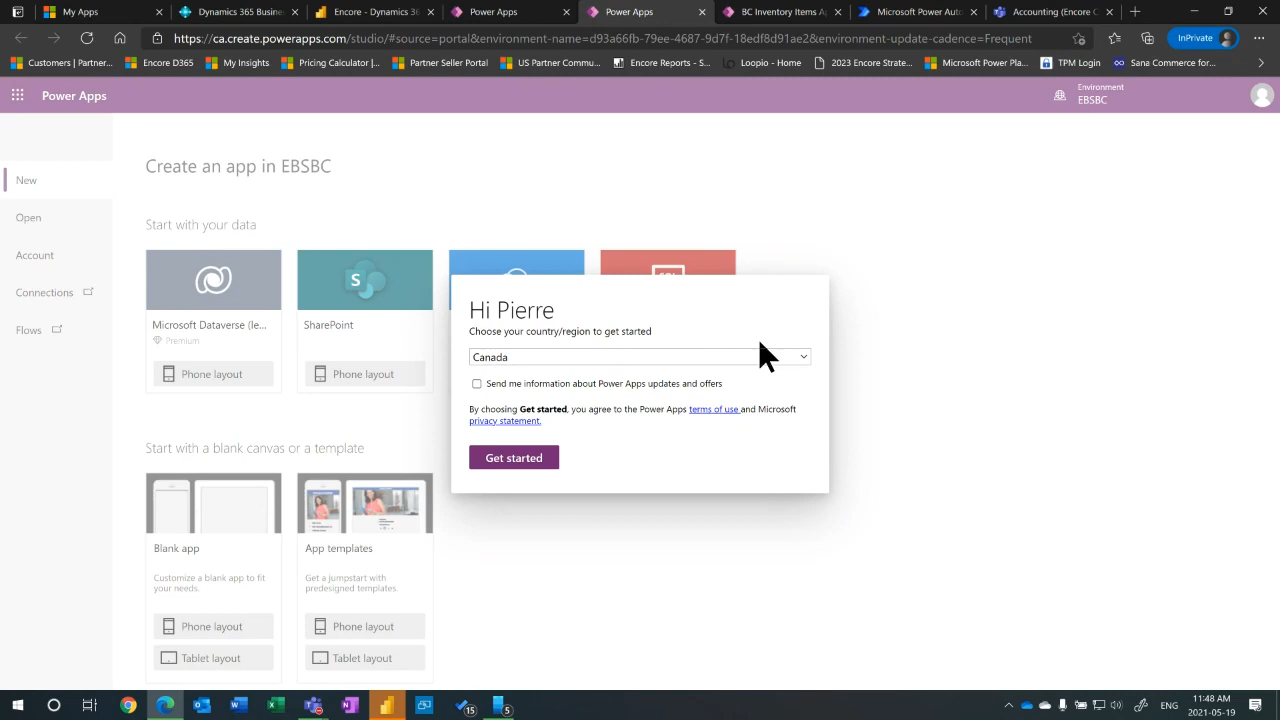 My Apps
Dynamics 365 Business
Encore - Dynamics 36
Power Apps
Power Apps
BC Inventory Items Ap
Microsoft Power Auto
Accounting (Encore C
https://ca.create.powerapps.com/studio/#source=portal&environment-name=d93a66fb-79ee-4687-9d7f-18edf8d91ae2&environment-update-cadence=Frequent
InPrivate
Customers | Partner...
Encore D365
My Insights
Pricing Calculator |...
Partner Seller Portal
US Partner Commu...
Encore Reports - S...
Loopio - Home
2023 Encore Strate...
Microsoft Power Pla...
TPM Login
Sana Commerce for...
Power Apps
Environment
EBSBC
New
Open
Account
Connections
Flows
Create an app in EBSBC
Start with your data
Microsoft Dataverse (le...
Premium
Phone layout
S
SharePoint
Phone layout
Hi Pierre
Choose your country/region to get started
Canada
Send me information about Power Apps updates and offers
By choosing Get started, you agree to the Power Apps terms of use and Microsoft
privacy statement.
Get started
Start with a blank canvas or a template
Blank app
Customize a blank app to fit
your needs.
Phone layout
Tablet layout
App templates
Get a jumpstart with
predesigned templates.
Phone layout
Tablet layout
15
5
11:48 AM
2021-05-19